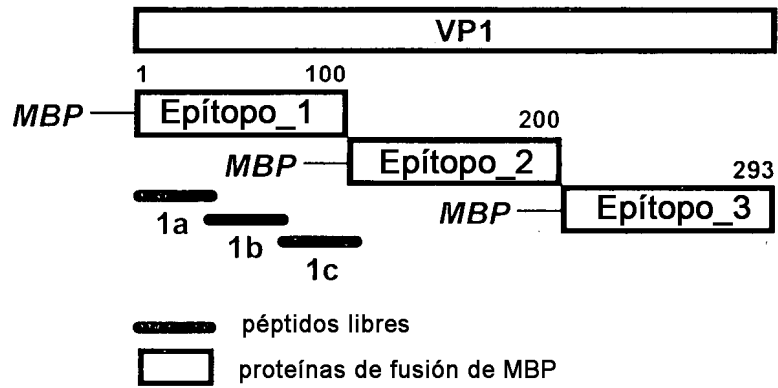 VP1
1 100
MBP Epítopo_1
200
MBP Epítopo_2
293
MBP Epítopo_3
1a
1b
1c
péptidos libres
proteínas de fusión de MBP